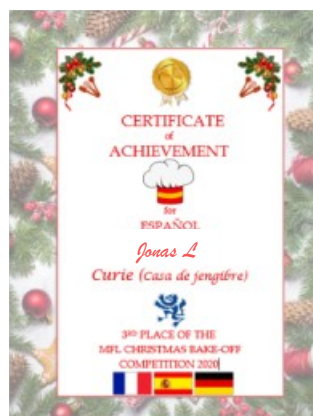 CERTIFICATE
of
ACHIEVEMENT
for
ESPAÑOL
Jonas L
Curie (Casa de jengibre)
3RD PLACE OF THE
MFL CHRISTMAS BAKE-OFF
COMPETITION 2020